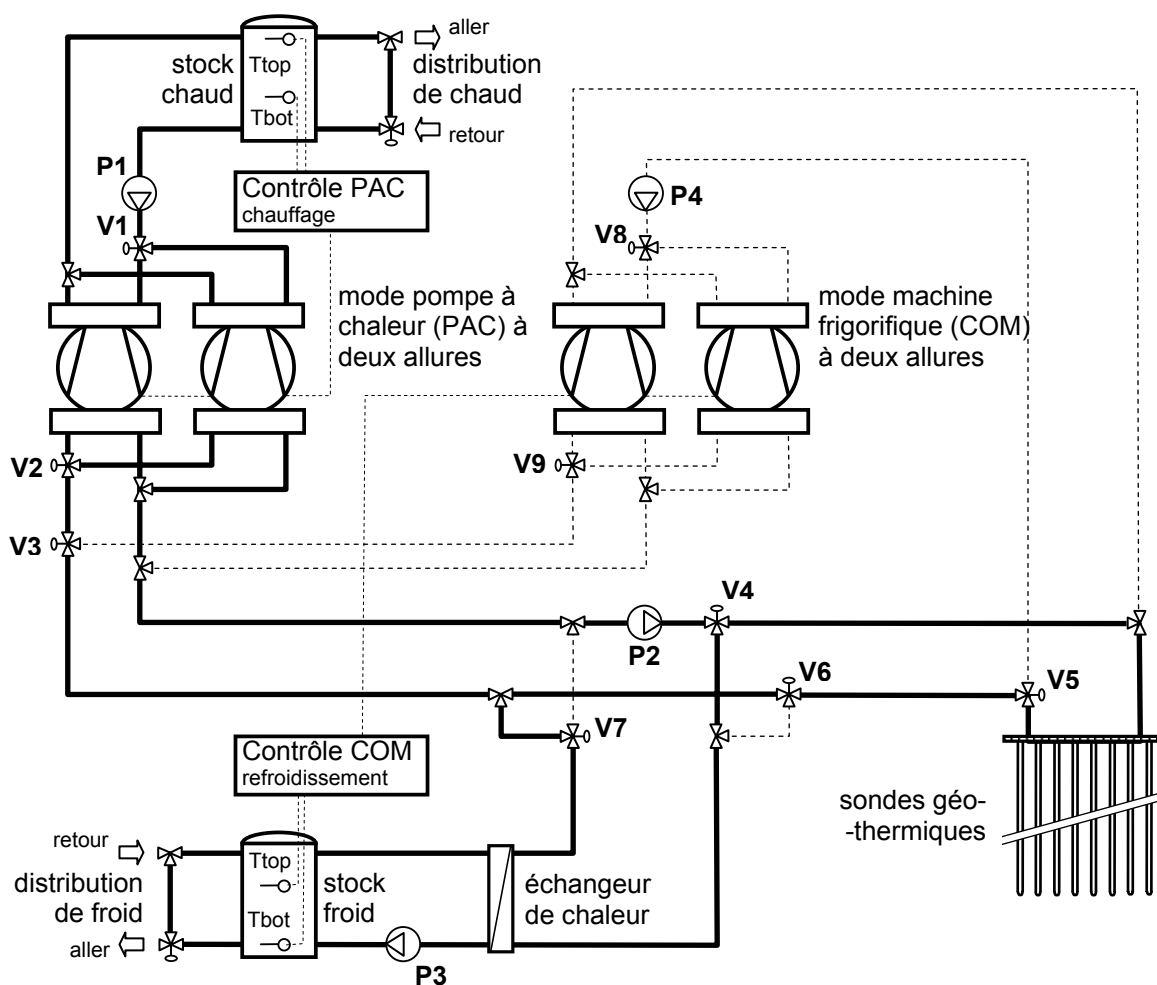 aller
stock
chaud
Ttop
Tbot
distribution
de chaud
retour
P1
V1
Contrôle PAC
chauffage
P4
V8
mode pompe à
chaleur (PAC) à
deux allures
mode machine
frigorifique (COM)
à deux allures
V2
V9
V3
V4
P2
V6
V5
V7
Contrôle COM
refroidissement
sondes géo-
-thermiques
retour
distribution
de froid
aller
Ttop
Tbot
stock
froid
échangeur
de chaleur
P3